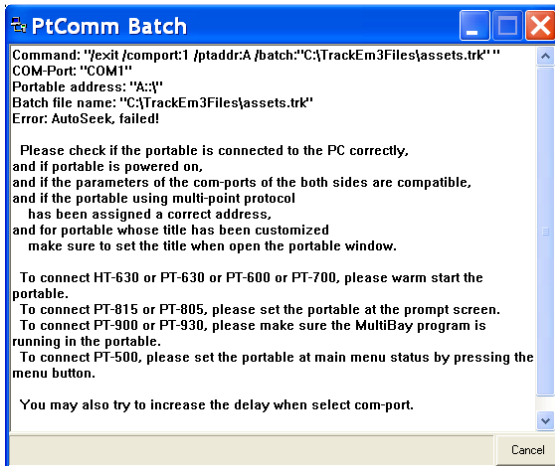 PtComm Batch
Command: "/exit /comport:1 /ptaddr:A /batch:"C:\TrackEm3Files\assets.trk" "
COM-Port: "COM1"
Portable address: "A::\"
Batch file name: "C:\TrackEm3Files\assets.trk"
Error: AutoSeek, failed!
Please check if the portable is connected to the PC correctly,
and if portable is powered on,
and if the parameters of the com-ports of the both sides are compatible,
and if the portable using multi-point protocol
has been assigned a correct address,
and for portable whose title has been customized
make sure to set the title when open the portable window.
To connect HT-630 or PT-630 or PT-600 or PT-700, please warm start the
portable.
To connect PT-815 or PT-805, please set the portable at the prompt screen.
To connect PT-900 or PT-930, please make sure the MultiBay program is
running in the portable.
To connect PT-500, please set the portable at main menu status by pressing the
menu button.
You may also try to increase the delay when select com-port.
Cancel